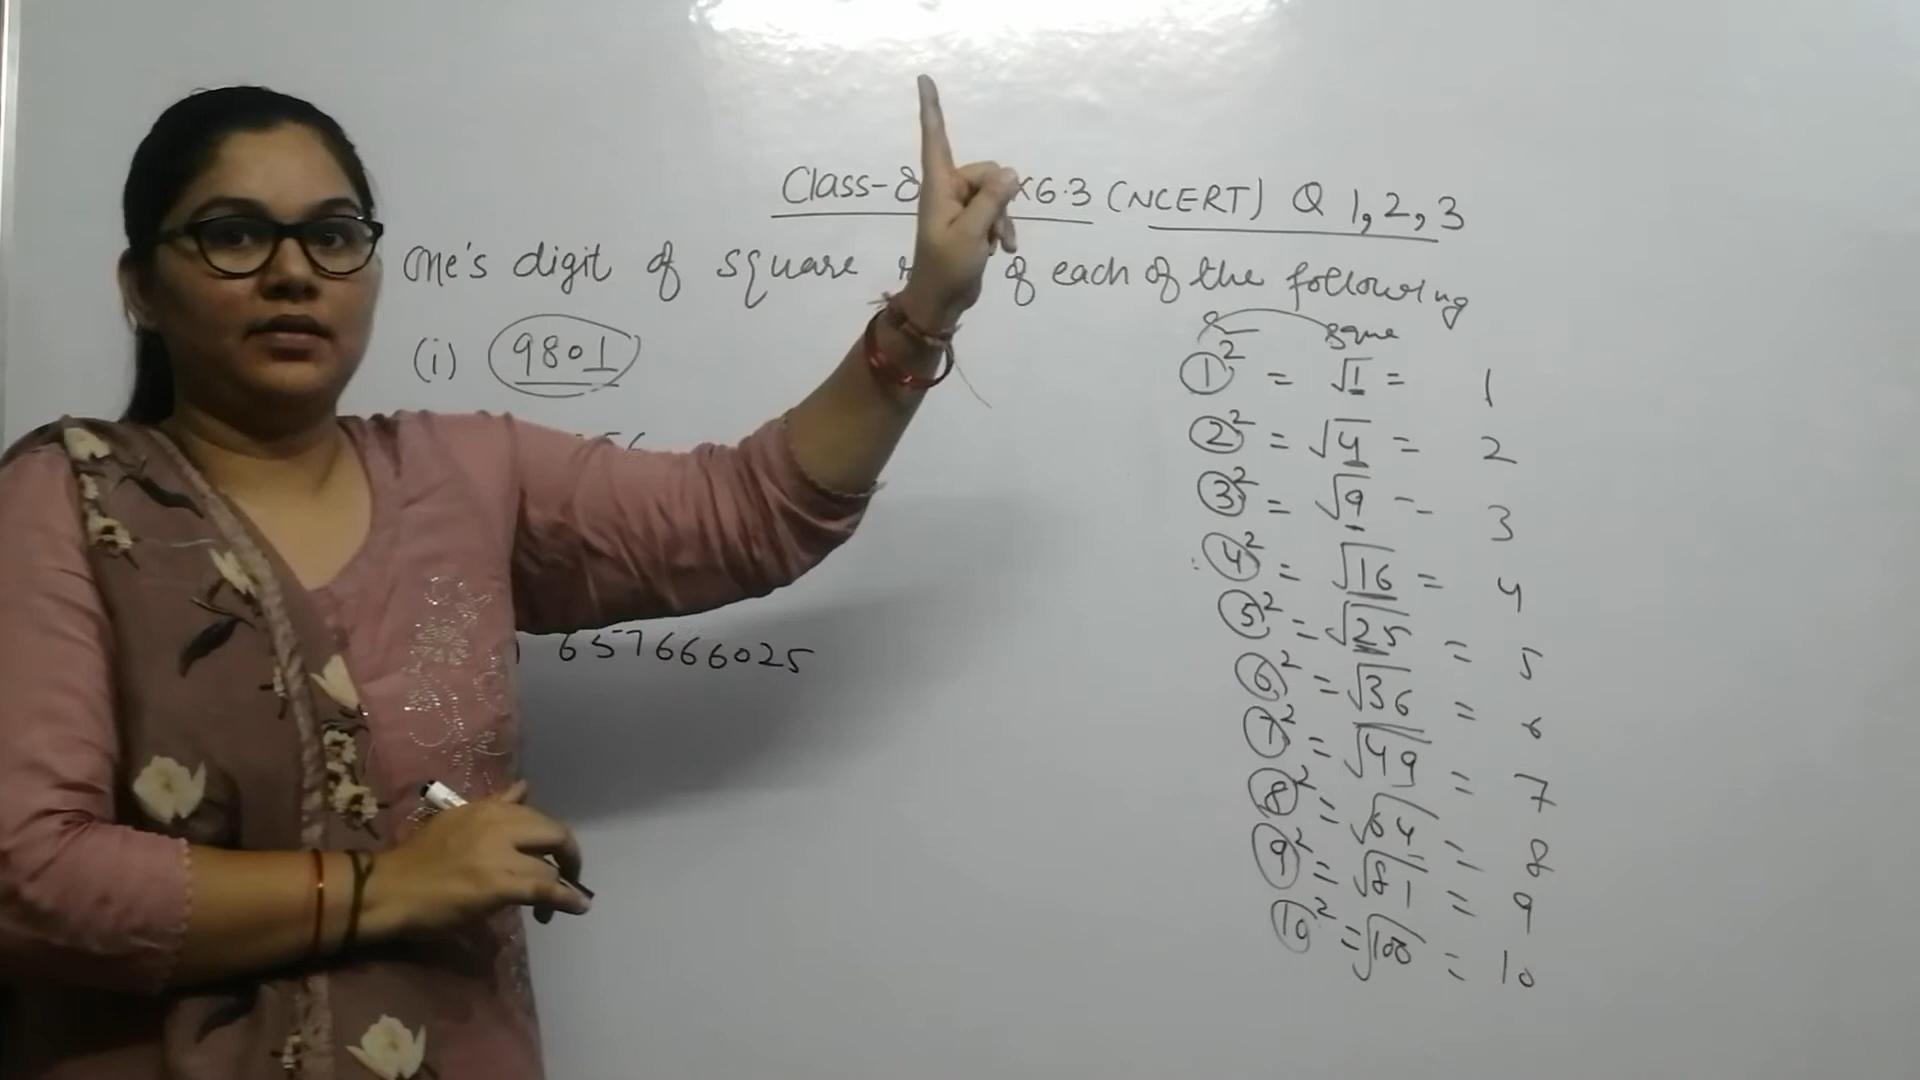 Class-8 x6.3 (NCERT) Q 1,2,3
one's digit of square of each of the following
(i) 9801
56
657666025
1² = √1 = 1
2² = √4 = 2
3² = √9 = 3
4² = √16 = 4
5² = √25 = 5
6² = √36 = 6
7² = √49 = 7
8² = √64 = 8
9² = √81 = 9
10² = √100 = 10